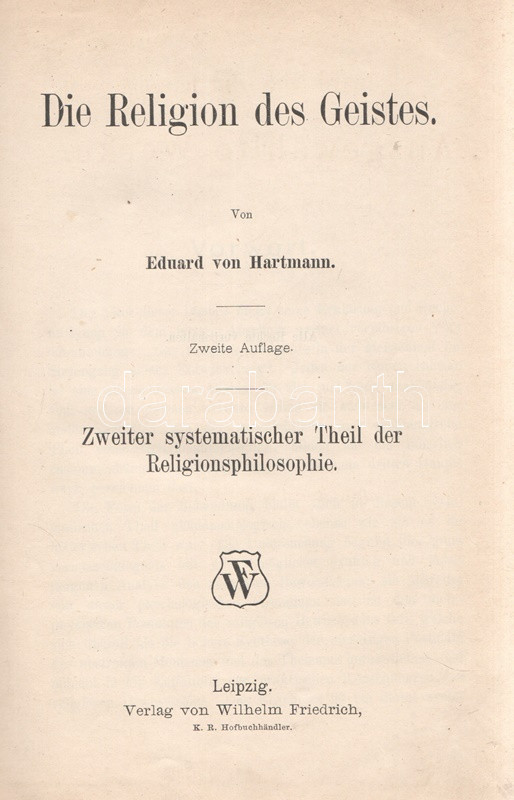 Die Religion des Geistes.
Von
Eduard von Hartmann.
Zweite Auflage.
darabanth
Zweiter systematischer Theil der
Religionsphilosophie.
WF
Leipzig.
Verlag von Wilhelm Friedrich,
K. R. Hofbuchhändler.